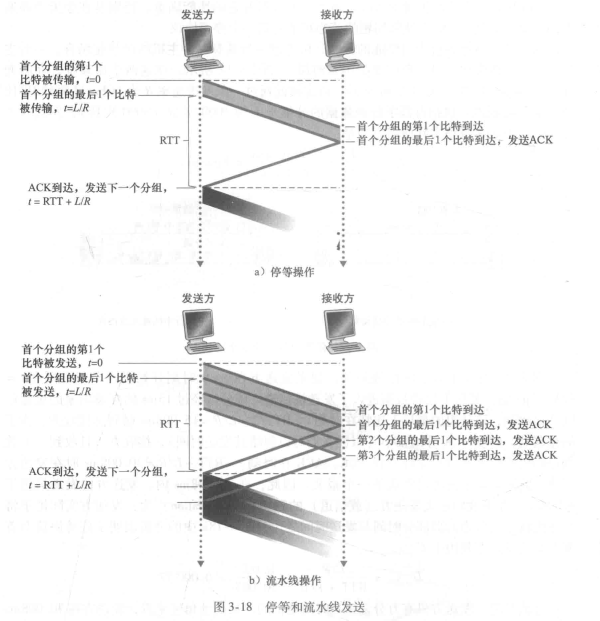 发送方 接收方
首个分组的第1个
比特被传输，t=0
首个分组的最后1个比特
被传输，t=L/R
首个分组的第1个比特到达
首个分组的最后1个比特到达，发送ACK
RTT
ACK到达，发送下一个分组，
t = RTT + L/R
a）停等操作
发送方 接收方
首个分组的第1个
比特被发送，t=0
首个分组的最后1个比特
被发送，t=L/R
首个分组的第1个比特到达
首个分组的最后1个比特到达，发送ACK
第2个分组的最后1个比特到达，发送ACK
第3个分组的最后1个比特到达，发送ACK
RTT
ACK到达，发送下一个分组，
t = RTT + L/R
b）流水线操作
图 3-18 停等和流水线发送